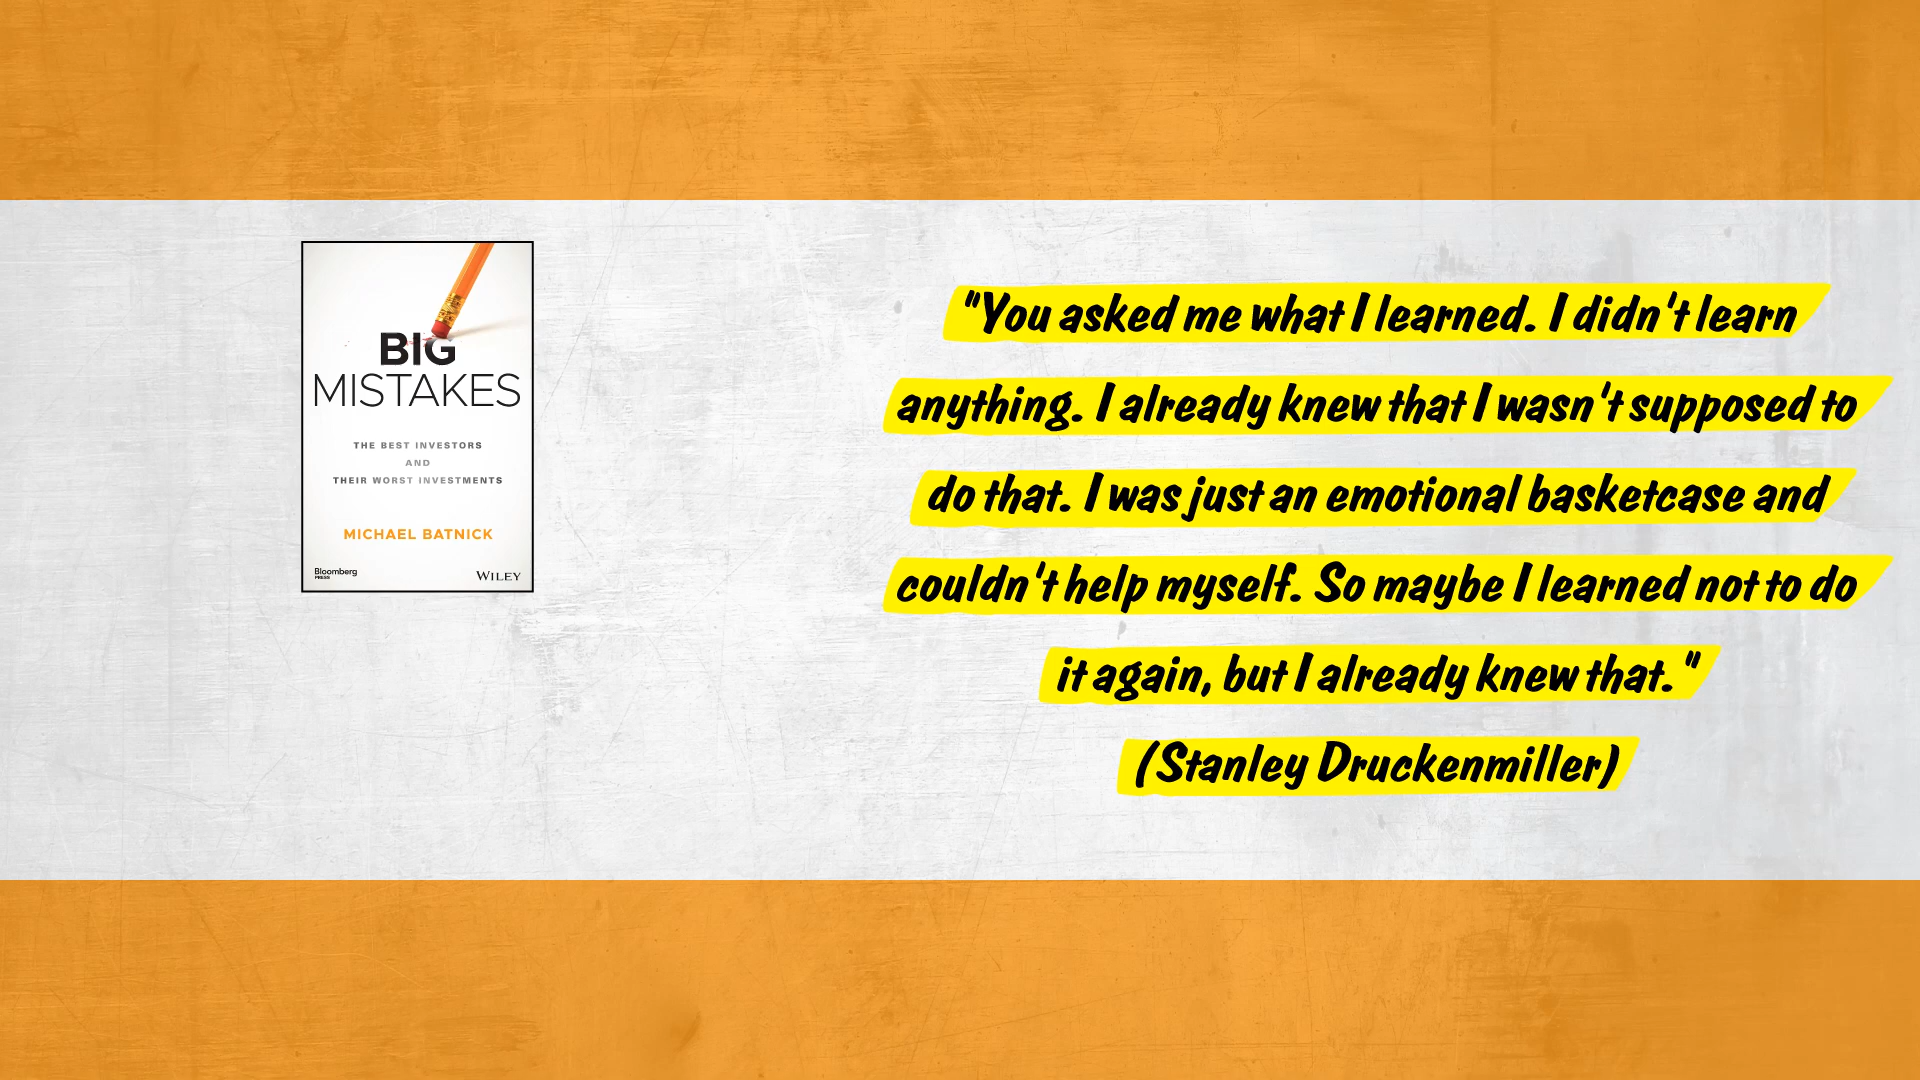 BIG
MISTAKES
THE BEST INVESTORS
AND
THEIR WORST INVESTMENTS
MICHAEL BATNICK
Bloomberg
PRESS
WILEY
"You asked me what I learned. I didn't learn
anything. I already knew that I wasn't supposed to
do that. I was just an emotional basketcase and
couldn't help myself. So maybe I learned not to do
it again, but I already knew that."
(Stanley Druckenmiller)